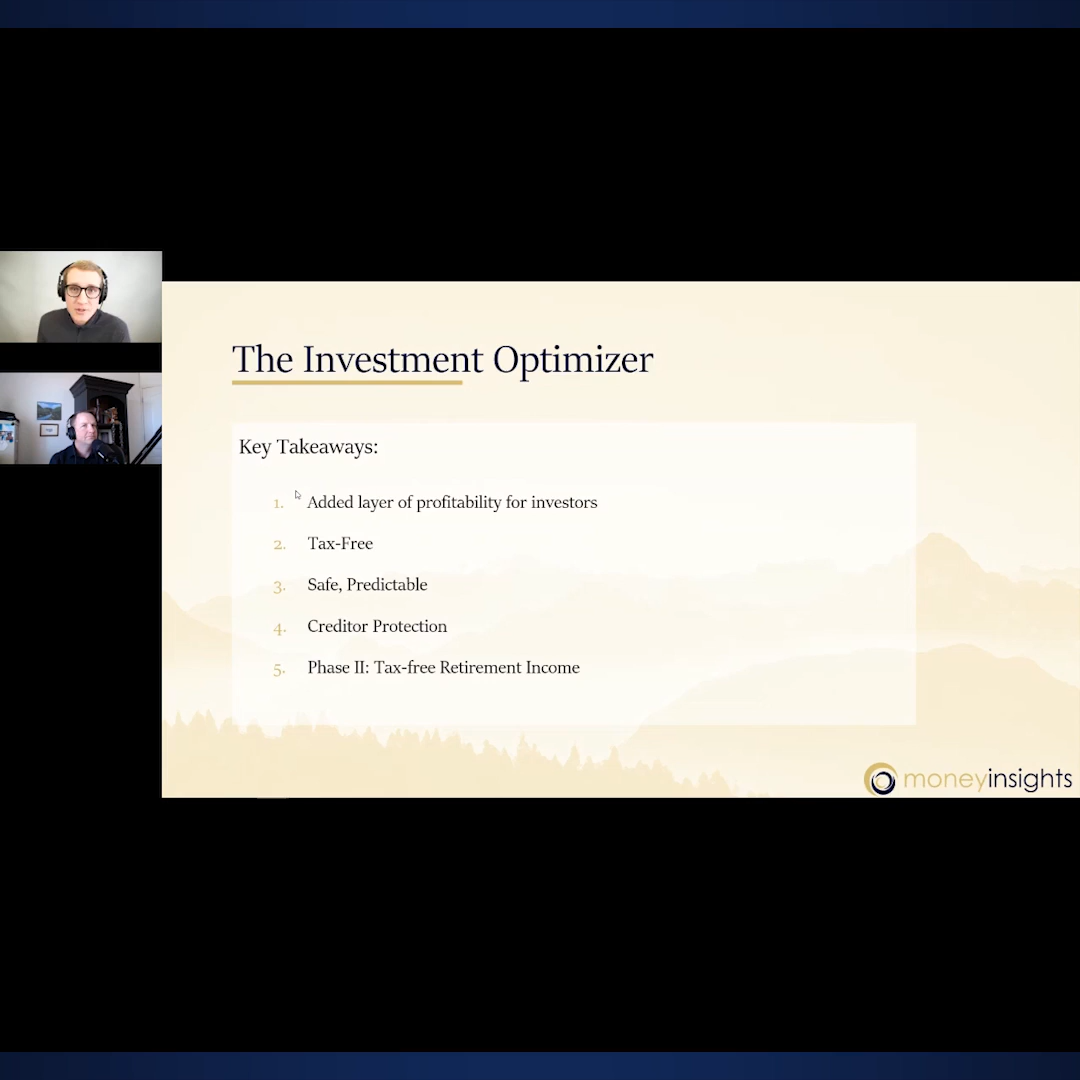 The Investment Optimizer
Key Takeaways:
1. Added layer of profitability for investors
2. Tax-Free
3. Safe, Predictable
4. Creditor Protection
5. Phase II: Tax-free Retirement Income
moneyinsights